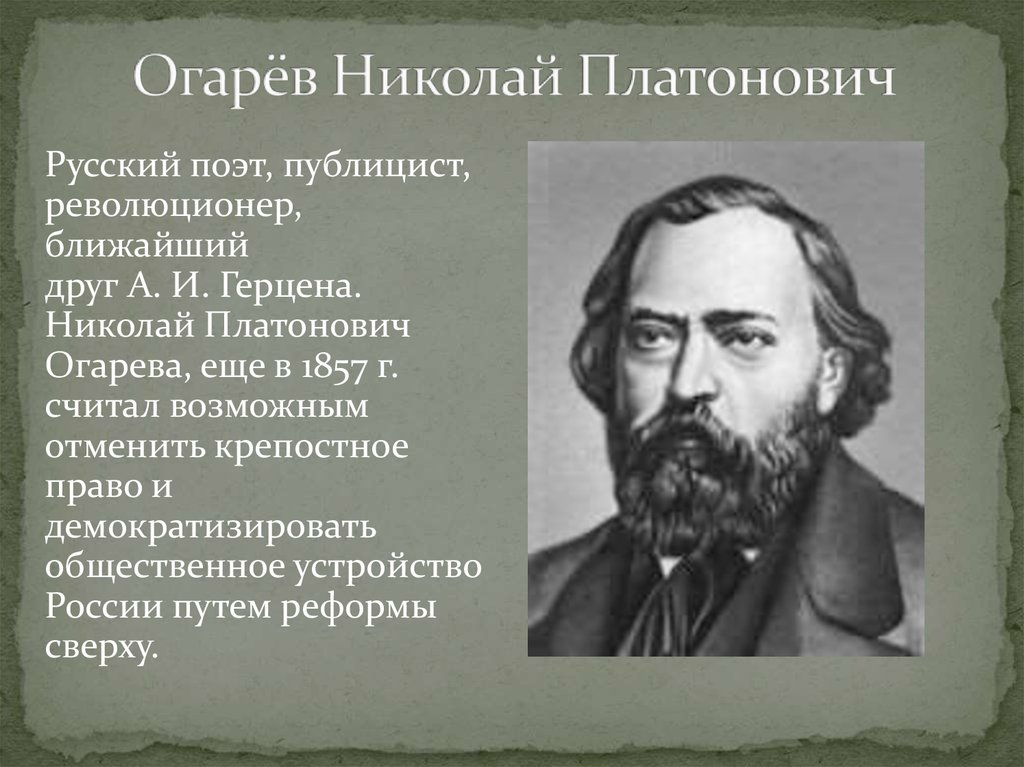 Огарёв Николай Платонович
Русский поэт, публицист,
революционер,
ближайший
друг А. И. Герцена.
Николай Платонович
Огарева, еще в 1857 г.
считал возможным
отменить крепостное
право и
демократизировать
общественное устройство
России путем реформы
сверху.